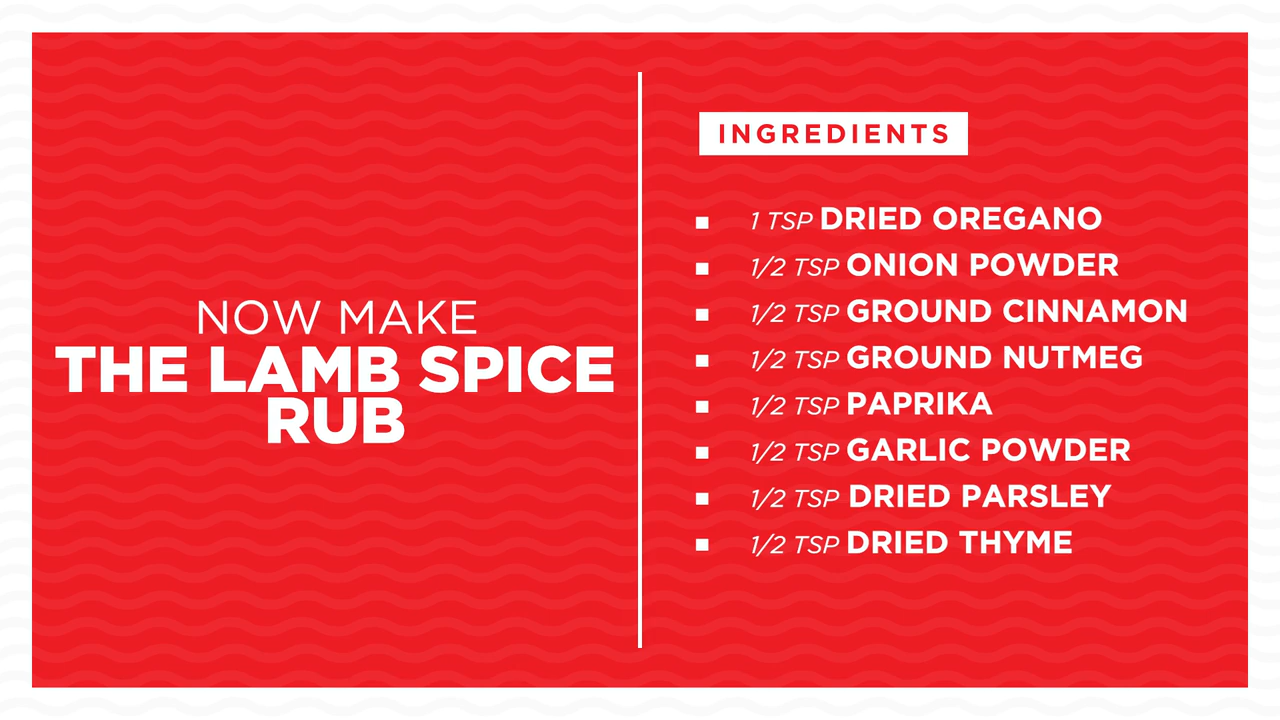 NOW MAKE
THE LAMB SPICE
RUB
INGREDIENTS
▪ 1 TSP DRIED OREGANO
▪ 1/2 TSP ONION POWDER
▪ 1/2 TSP GROUND CINNAMON
▪ 1/2 TSP GROUND NUTMEG
▪ 1/2 TSP PAPRIKA
▪ 1/2 TSP GARLIC POWDER
▪ 1/2 TSP DRIED PARSLEY
▪ 1/2 TSP DRIED THYME